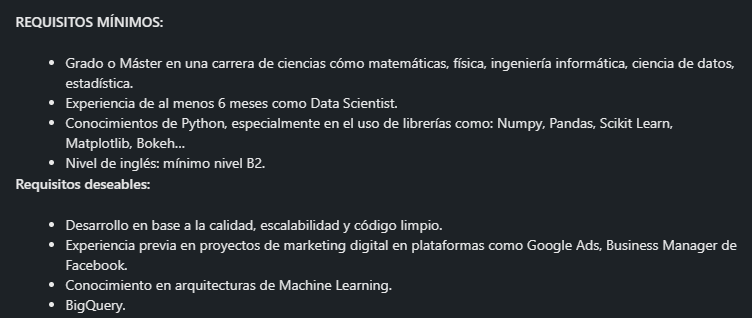 REQUISITOS MÍNIMOS:
• Grado o Máster en una carrera de ciencias cómo matemáticas, física, ingeniería informática, ciencia de datos,
estadística.
• Experiencia de al menos 6 meses como Data Scientist.
• Conocimientos de Python, especialmente en el uso de librerías como: Numpy, Pandas, Scikit Learn,
Matplotlib, Bokeh...
• Nivel de inglés: mínimo nivel B2.
Requisitos deseables:
• Desarrollo en base a la calidad, escalabilidad y código limpio.
• Experiencia previa en proyectos de marketing digital en plataformas como Google Ads, Business Manager de
Facebook.
• Conocimiento en arquitecturas de Machine Learning.
• BigQuery.